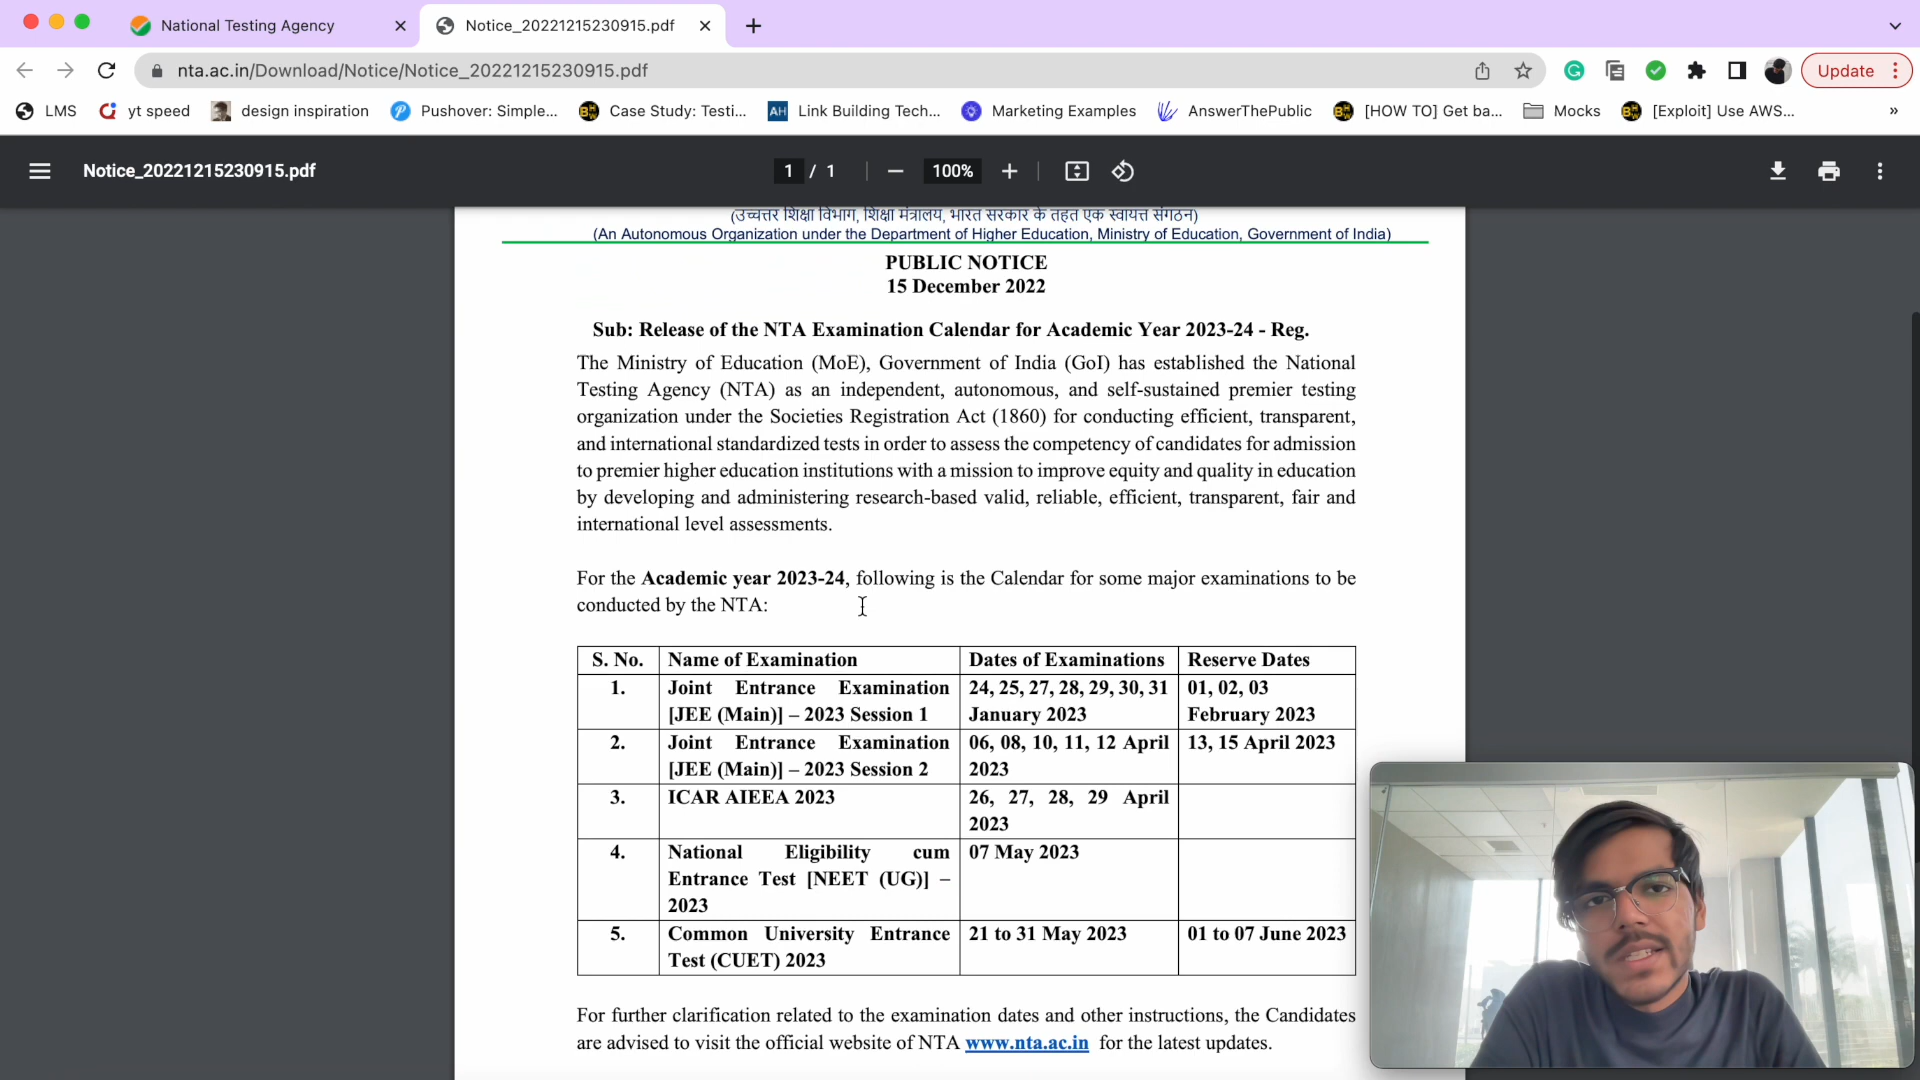 National Testing Agency
Notice_20221215230915.pdf
nta.ac.in/Download/Notice/Notice_20221215230915.pdf
Update
LMS
yt speed
design inspiration
Pushover: Simple...
Case Study: Testi...
AH
Link Building Tech...
Marketing Examples
AnswerThePublic
[HOW TO] Get ba...
Mocks
[Exploit] Use AWS...
»
Notice_20221215230915.pdf
1 / 1
100%
(उच्चत्तर शिक्षा विभाग, शिक्षा मंत्रालय, भारत सरकार के तहत एक स्वायत्त संगठन)
(An Autonomous Organization under the Department of Higher Education, Ministry of Education, Government of India)
PUBLIC NOTICE
15 December 2022
Sub: Release of the NTA Examination Calendar for Academic Year 2023-24 - Reg.
The Ministry of Education (MoE), Government of India (GoI) has established the National
Testing Agency (NTA) as an independent, autonomous, and self-sustained premier testing
organization under the Societies Registration Act (1860) for conducting efficient, transparent,
and international standardized tests in order to assess the competency of candidates for admission
to premier higher education institutions with a mission to improve equity and quality in education
by developing and administering research-based valid, reliable, efficient, transparent, fair and
international level assessments.
For the Academic year 2023-24, following is the Calendar for some major examinations to be
conducted by the NTA:
S. No. Name of Examination Dates of Examinations Reserve Dates
1. Joint Entrance Examination 24, 25, 27, 28, 29, 30, 31 01, 02, 03
[JEE (Main)] – 2023 Session 1 January 2023 February 2023
2. Joint Entrance Examination 06, 08, 10, 11, 12 April 13, 15 April 2023
[JEE (Main)] – 2023 Session 2 2023
3. ICAR AIEEA 2023 26, 27, 28, 29 April
2023
4. National Eligibility cum 07 May 2023
Entrance Test [NEET (UG)] –
2023
5. Common University Entrance 21 to 31 May 2023 01 to 07 June 2023
Test (CUET) 2023
For further clarification related to the examination dates and other instructions, the Candidates
are advised to visit the official website of NTA www.nta.ac.in for the latest updates.